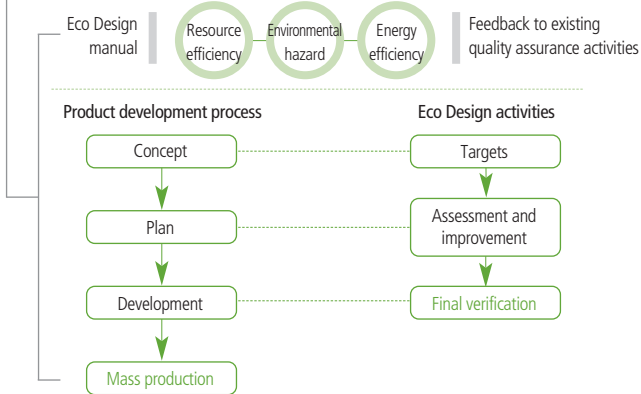 Eco Design
manual
Resource
efficiency
Environmental
hazard
Energy
efficiency
Feedback to existing
quality assurance activities
Product development process
Eco Design activities
Concept
Targets
Plan
Assessment and
improvement
Development
Final verification
Mass production